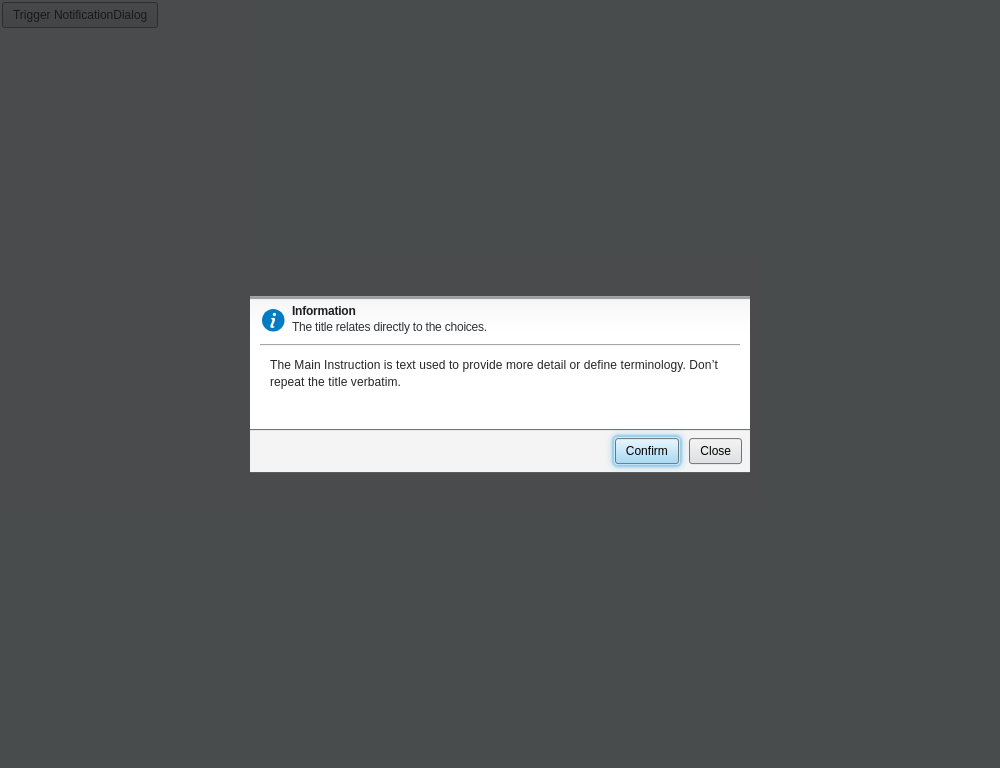 Trigger NotificationDialog
Information
The title relates directly to the choices.
The Main Instruction is text used to provide more detail or define terminology. Don’t
repeat the title verbatim.
Confirm
Close